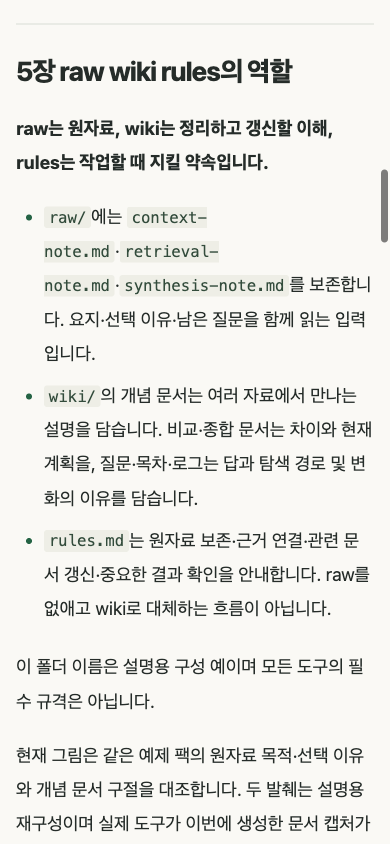 5장 raw wiki rules의 역할
raw는 원자료, wiki는 정리하고 갱신할 이해,
rules는 작업할 때 지킬 약속입니다.
raw/ 에는 context-
note.md · retrieval-
note.md · synthesis-note.md 를 보존합니
다. 요지·선택 이유·남은 질문을 함께 읽는 입력
입니다.
wiki/ 의 개념 문서는 여러 자료에서 만나는
설명을 담습니다. 비교·종합 문서는 차이와 현재
계획을, 질문·목차·로그는 답과 탐색 경로 및 변
화의 이유를 담습니다.
rules.md 는 원자료 보존·근거 연결·관련 문
서 갱신·중요한 결과 확인을 안내합니다. raw를
없애고 wiki로 대체하는 흐름이 아닙니다.
이 폴더 이름은 설명용 구성 예이며 모든 도구의 필
수 규격은 아닙니다.
현재 그림은 같은 예제 팩의 원자료 목적·선택 이유
와 개념 문서 구절을 대조합니다. 두 발췌는 설명용
재구성이며 실제 도구가 이번에 생성한 문서 캡처가